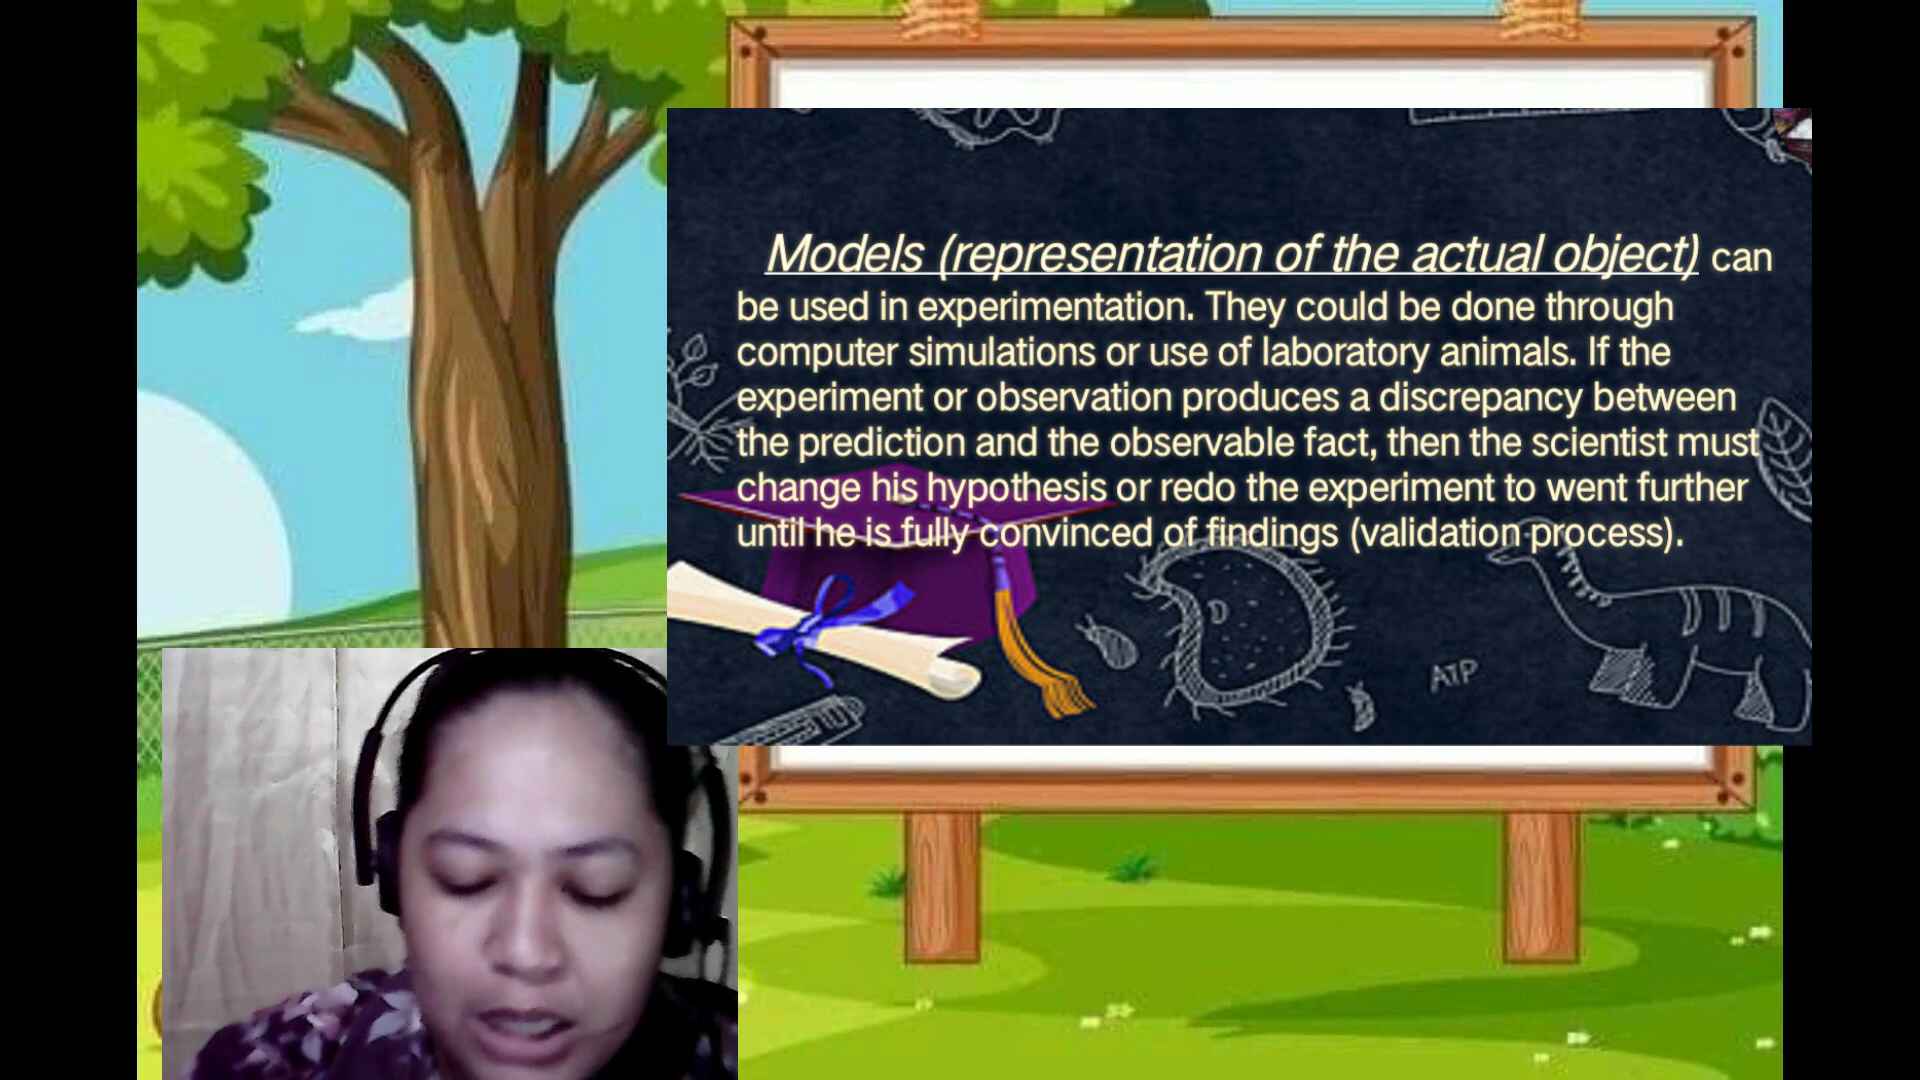 Models (representation of the actual object) can
be used in experimentation. They could be done through
computer simulations or use of laboratory animals. If the
experiment or observation produces a discrepancy between
the prediction and the observable fact, then the scientist must
change his hypothesis or redo the experiment to went further
until he is fully convinced of findings (validation process).
ATP